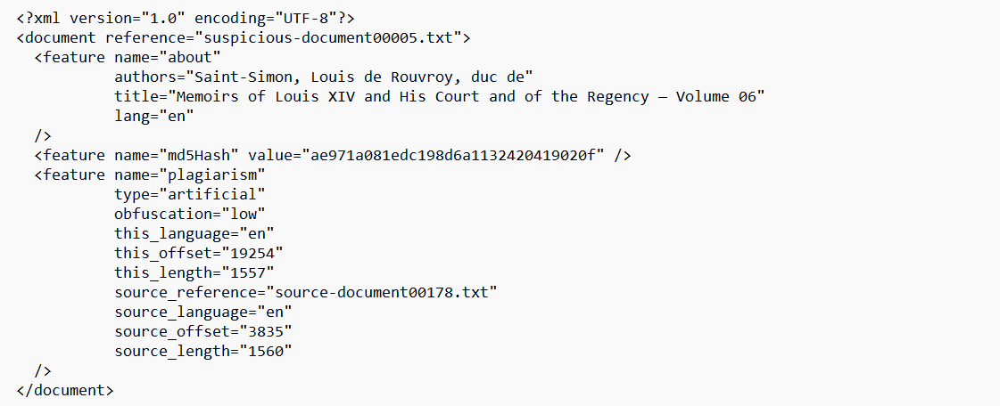 <?xml version="1.0" encoding="UTF-8"?>
<document reference="suspicious-document00005.txt">
<feature name="about"
authors="Saint-Simon, Louis de Rouvroy, duc de"
title="Memoirs of Louis XIV and His Court and of the Regency — Volume 06"
lang="en"
/>
<feature name="md5Hash" value="ae971a081edc198d6a1132420419020f" />
<feature name="plagiarism"
type="artificial"
obfuscation="low"
this_language="en"
this_offset="19254"
this_length="1557"
source_reference="source-document00178.txt"
source_language="en"
source_offset="3835"
source_length="1560"
/>
</document>